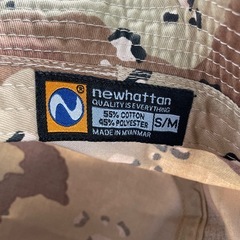 newhattan
QUALITY IS EVERYTHING
55% COTTON
45% POLYESTER
S/M
MADE IN MYANMAR